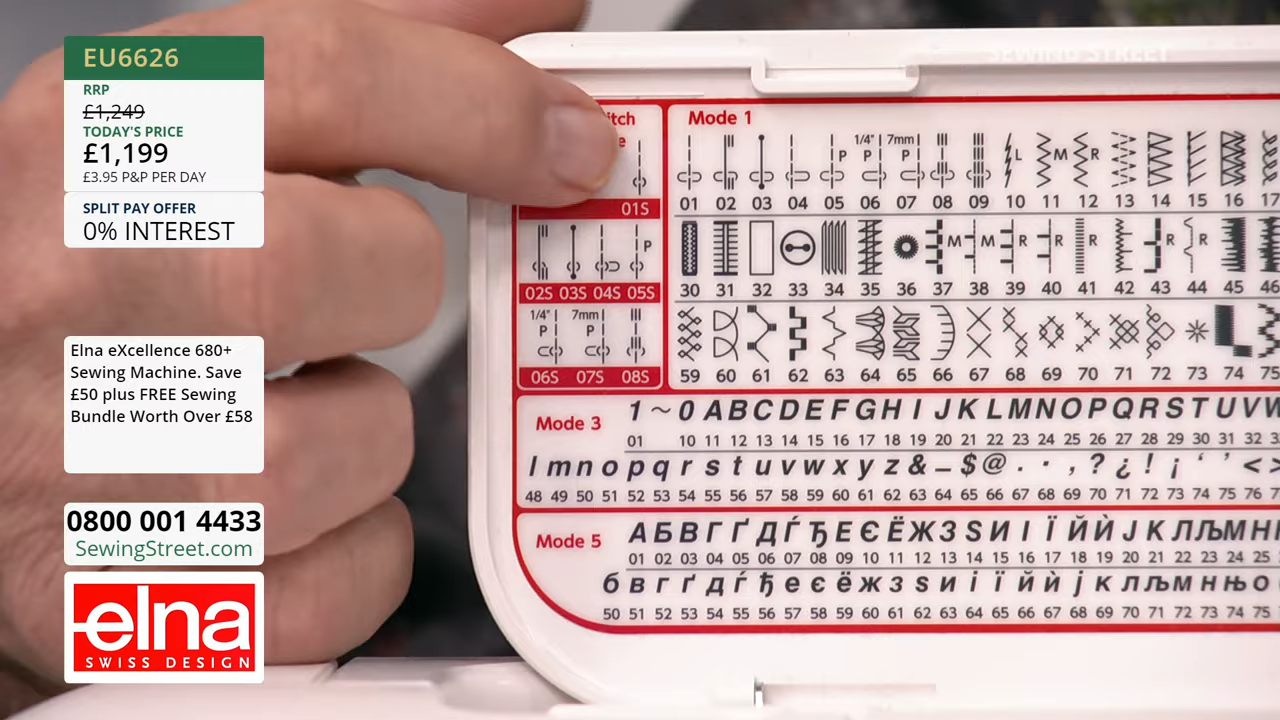 EU6626
RRP
£1,249
TODAY'S PRICE
£1,199
£3.95 P&P PER DAY
SPLIT PAY OFFER
0% INTEREST
Elna eXcellence 680+
Sewing Machine. Save
£50 plus FREE Sewing
Bundle Worth Over £58
0800 001 4433
SewingStreet.com
elna
SWISS DESIGN
SEWING STREET
01S
02S 03S 04S 05S
P
1/4" 7mm
P P
06S 07S 08S
Mode 1
1/4" 7mm
P P P L M R
01 02 03 04 05 06 07 08 09 10 11 12 13 14 15 16 17
M M R R R R R
30 31 32 33 34 35 36 37 38 39 40 41 42 43 44 45 46
59 60 61 62 63 64 65 66 67 68 69 70 71 72 73 74 75
Mode 3
1 ~ 0 A B C D E F G H I J K L M N O P Q R S T U V W
01 10 11 12 13 14 15 16 17 18 19 20 21 22 23 24 25 26 27 28 29 30 31 32
l m n o p q r s t u v w x y z & _ $ @ . · , ? ¿ ! ¡ ‘ ’ < >
48 49 50 51 52 53 54 55 56 57 58 59 60 61 62 63 64 65 66 67 68 69 70 71 72 73 74 75 76
Mode 5
А Б В Г Ґ Д Ѓ Ђ Е Є Ё Ж З Ѕ И І Ї Й Ѝ Ј К Л Љ М Н
01 02 03 04 05 06 07 08 09 10 11 12 13 14 15 16 17 18 19 20 21 22 23 24 25
б в г ґ д ѓ ђ е є ё ж з ѕ и і ї й ѝ ј к л љ м н њ о
50 51 52 53 54 55 56 57 58 59 60 61 62 63 64 65 66 67 68 69 70 71 72 73 74 75